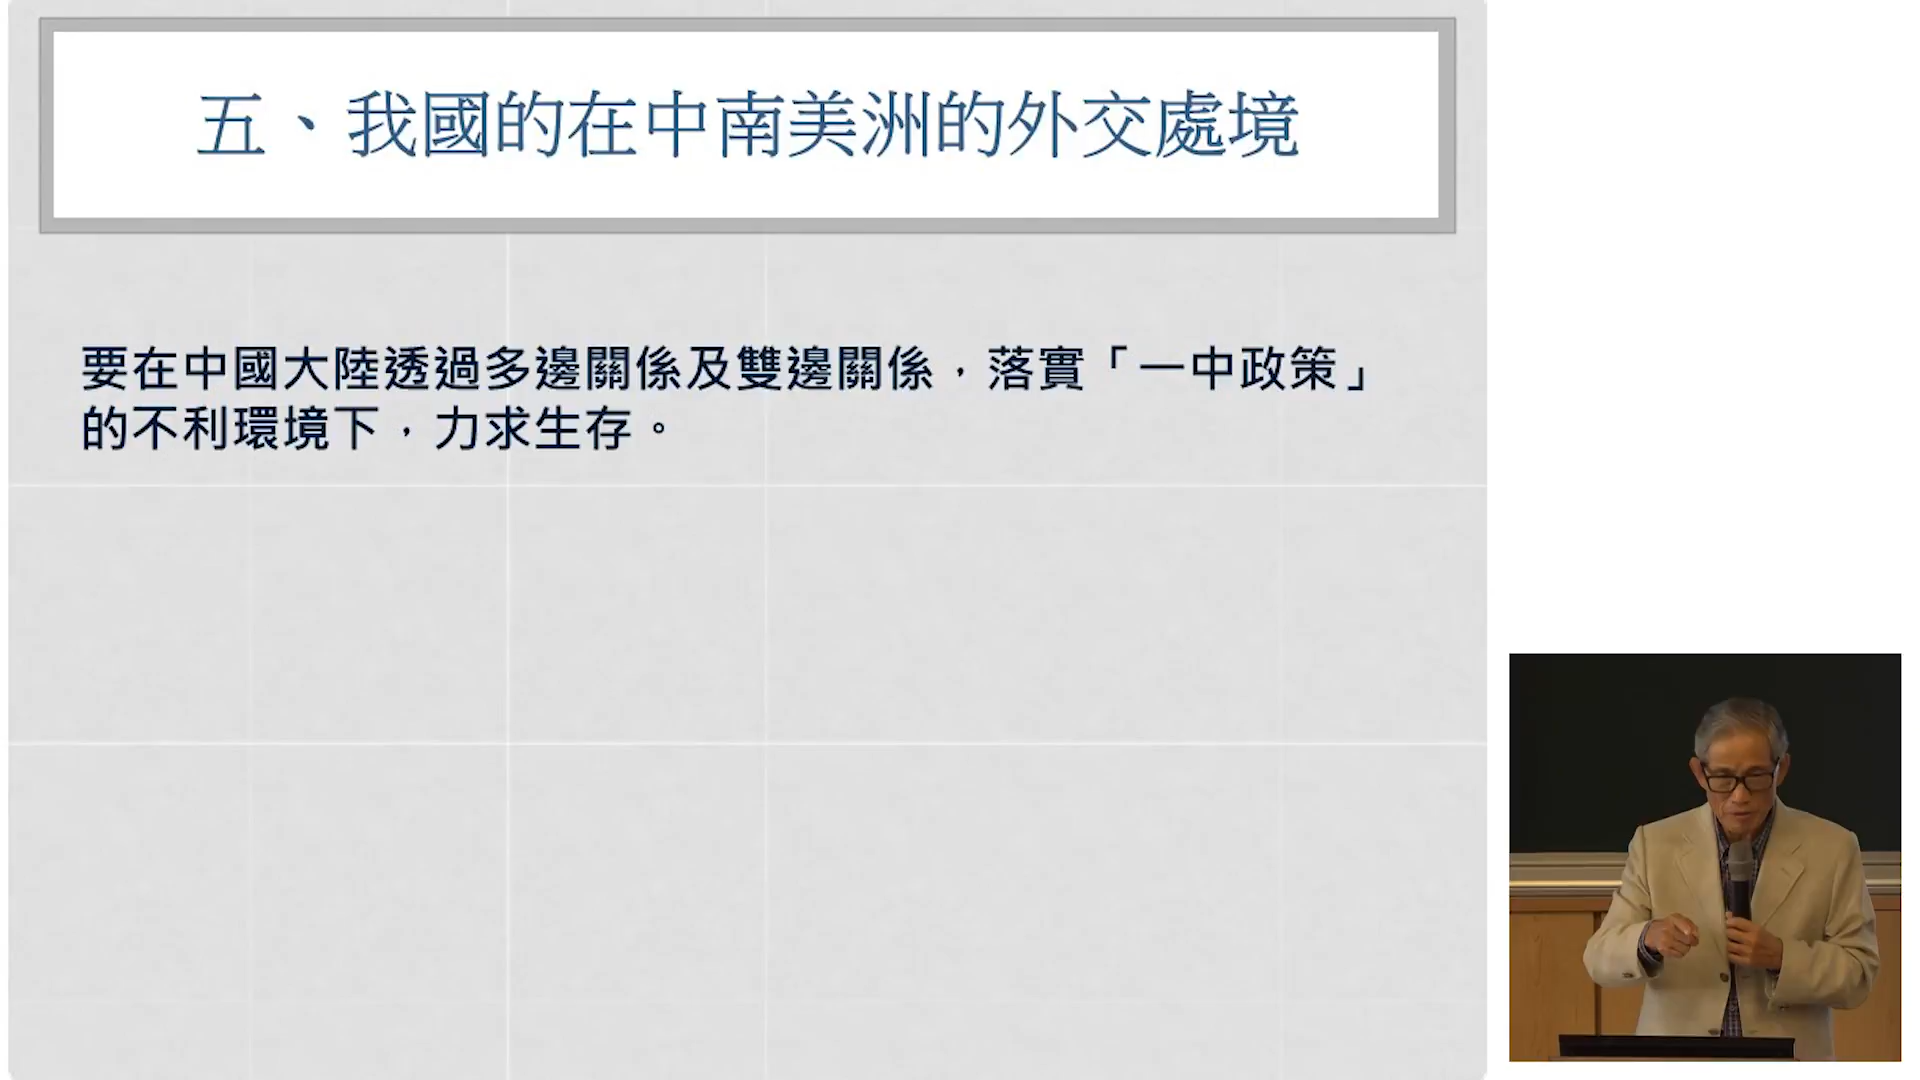 五、我國的在中南美洲的外交處境
要在中國大陸透過多邊關係及雙邊關係，落實「一中政策」
的不利環境下，力求生存。